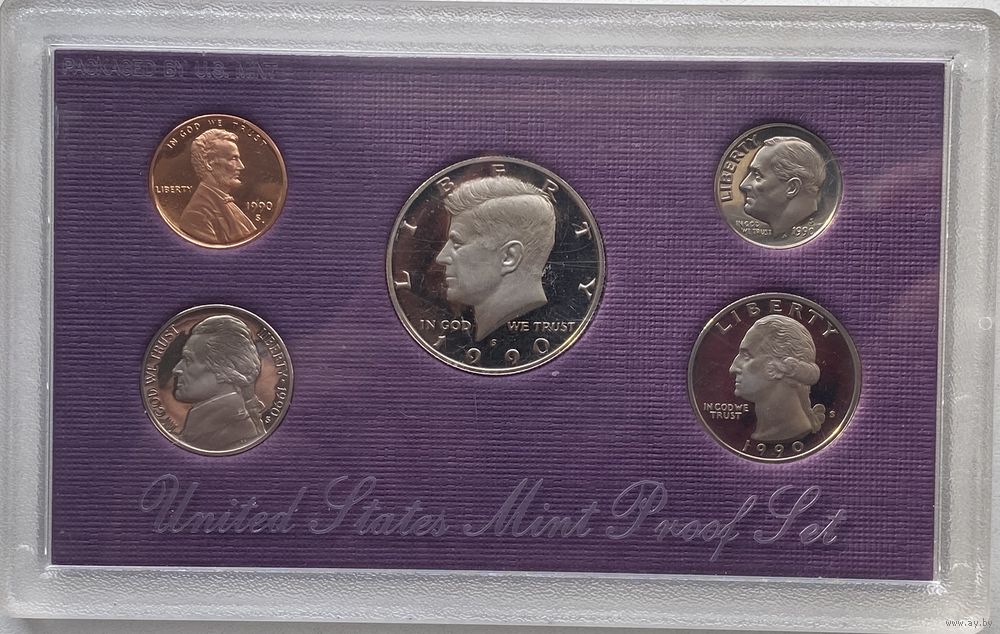 PACKAGED BY U.S. MINT
IN GOD WE TRUST
LIBERTY
1990
S
LIBERTY
IN GOD WE TRUST
S
1990
LIBERTY
IN GOD
WE TRUST
S
1990
IN GOD WE TRUST
LIBERTY · 1990
S
LIBERTY
IN GOD WE
TRUST
S
1990
United States Mint Proof Set
www.ay.by